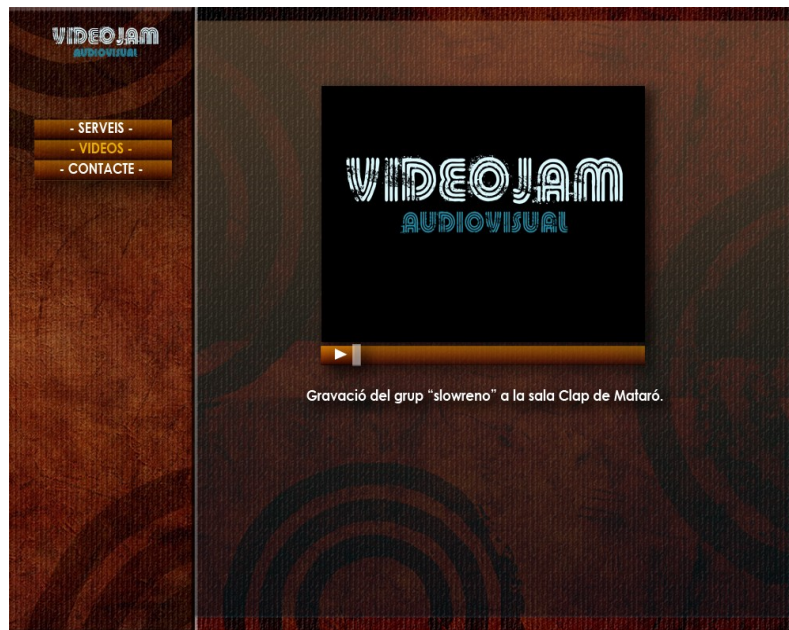 VIDEOJAM
AUDIOVISUAL
- SERVEIS -
- VIDEOS -
- CONTACTE -
VIDEOJAM
AUDIOVISUAL
Gravació del grup “slowreno” a la sala Clap de Mataró.